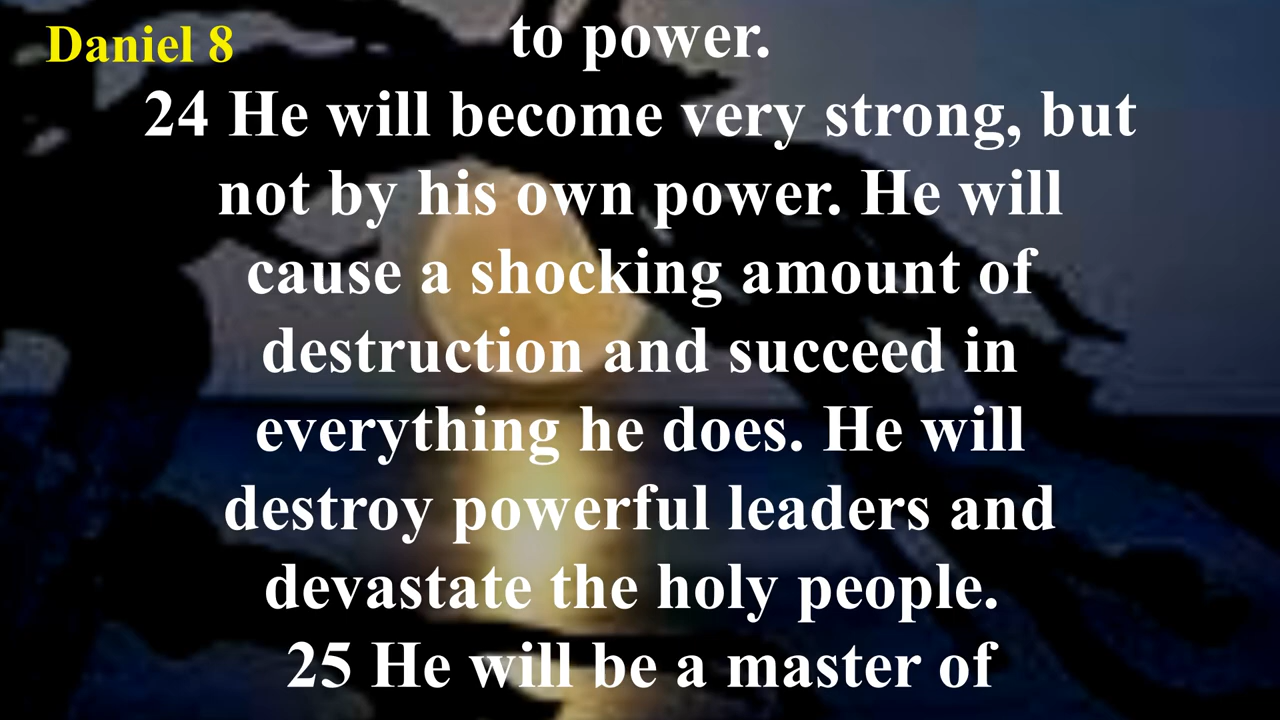 Daniel 8
to power.
24 He will become very strong, but
not by his own power. He will
cause a shocking amount of
destruction and succeed in
everything he does. He will
destroy powerful leaders and
devastate the holy people.
25 He will be a master of